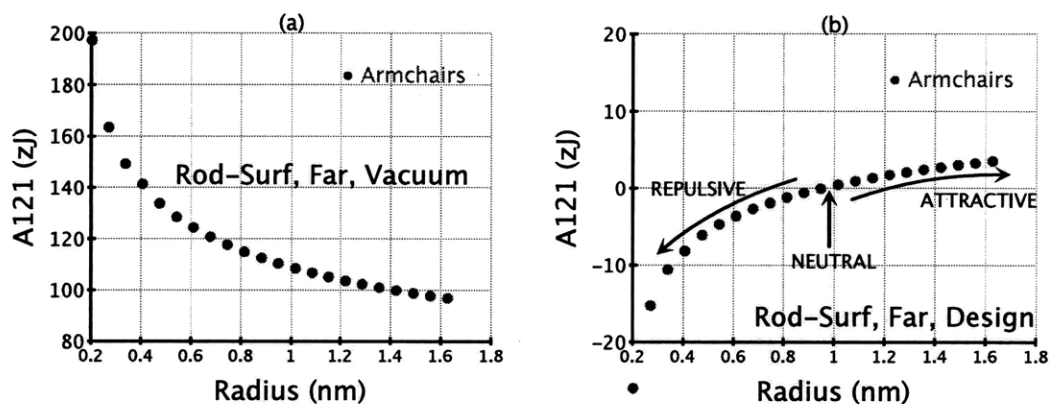 (a)
200
180
160
140
120
100
80
A121 (zJ)
Armchairs
Rod-Surf, Far, Vacuum
0.2 0.4 0.6 0.8 1 1.2 1.4 1.6 1.8
Radius (nm)
(b)
20
10
0
-10
-20
A121 (zJ)
Armchairs
REPULSIVE
ATTRACTIVE
NEUTRAL
Rod-Surf, Far, Design
0.2 0.4 0.6 0.8 1 1.2 1.4 1.6 1.8
Radius (nm)